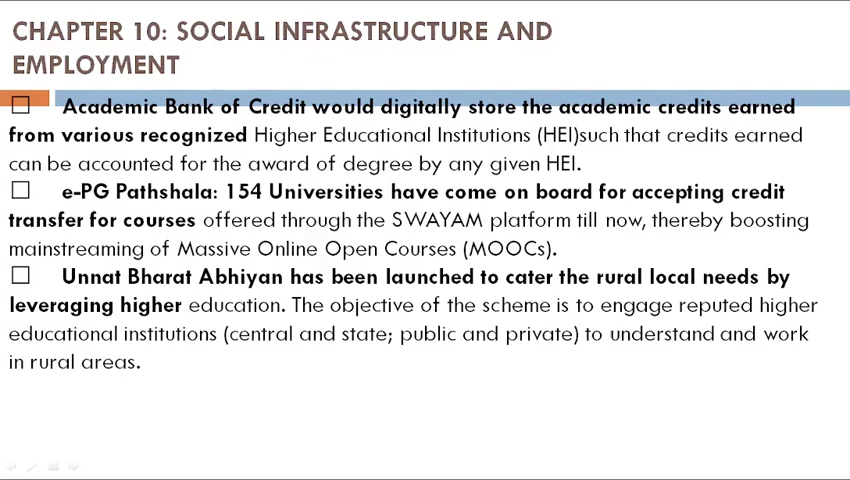 CHAPTER 10: SOCIAL INFRASTRUCTURE AND
EMPLOYMENT
☐ Academic Bank of Credit would digitally store the academic credits earned
from various recognized Higher Educational Institutions (HEI)such that credits earned
can be accounted for the award of degree by any given HEI.
☐ e-PG Pathshala: 154 Universities have come on board for accepting credit
transfer for courses offered through the SWAYAM platform till now, thereby boosting
mainstreaming of Massive Online Open Courses (MOOCs).
☐ Unnat Bharat Abhiyan has been launched to cater the rural local needs by
leveraging higher education. The objective of the scheme is to engage reputed higher
educational institutions (central and state; public and private) to understand and work
in rural areas.